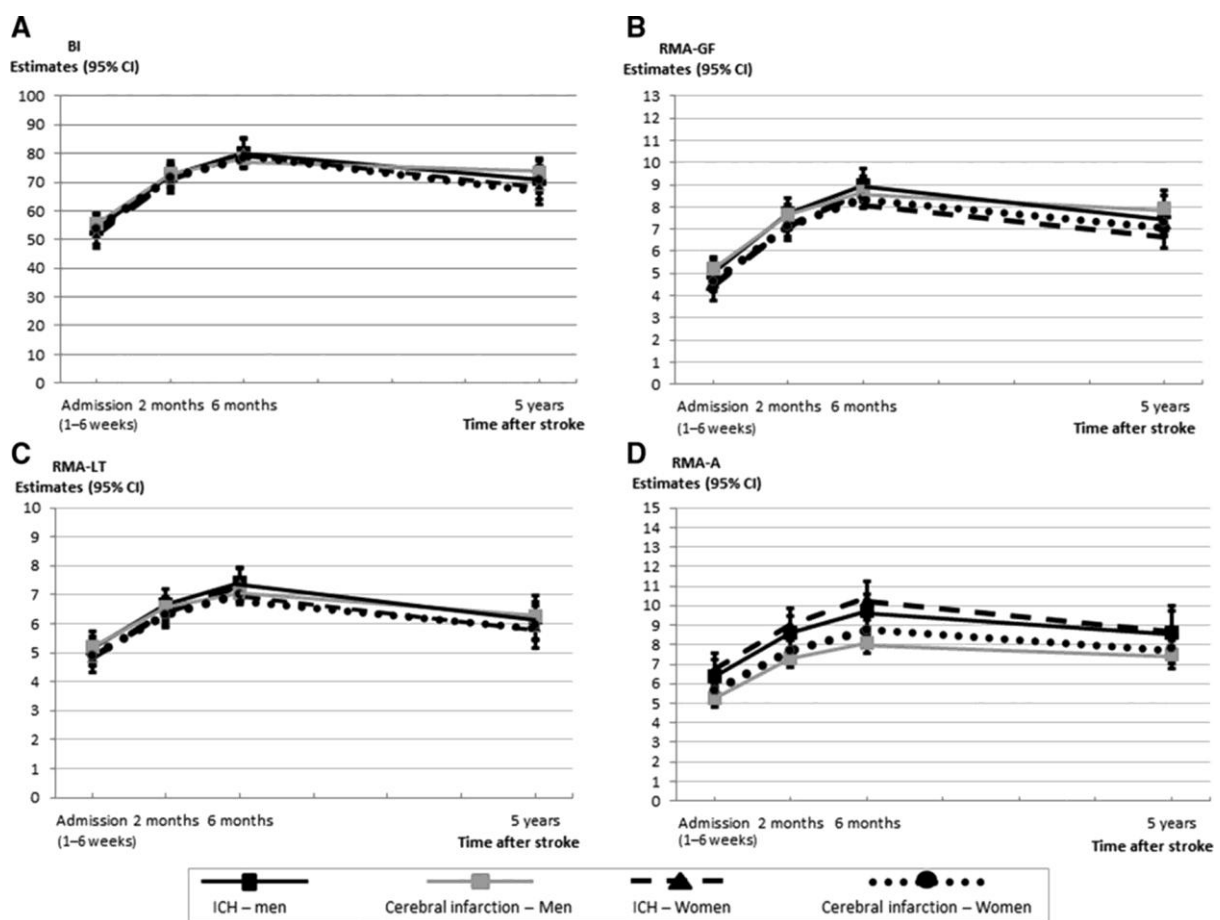 A
BI
Estimates (95% CI)
100
90
80
70
60
50
40
30
20
10
0
Admission 2 months 6 months 5 years
(1–6 weeks) Time after stroke
B
RMA-GF
Estimates (95% CI)
13
12
11
10
9
8
7
6
5
4
3
2
1
0
Admission 2 months 6 months 5 years
(1–6 weeks) Time after stroke
C
RMA-LT
Estimates (95% CI)
10
9
8
7
6
5
4
3
2
1
0
Admission 2 months 6 months 5 years
(1–6 weeks) Time after stroke
D
RMA-A
Estimates (95% CI)
15
14
13
12
11
10
9
8
7
6
5
4
3
2
1
0
Admission 2 months 6 months 5 years
(1–6 weeks) Time after stroke
ICH – men Cerebral infarction – Men ICH – Women Cerebral infarction – Women